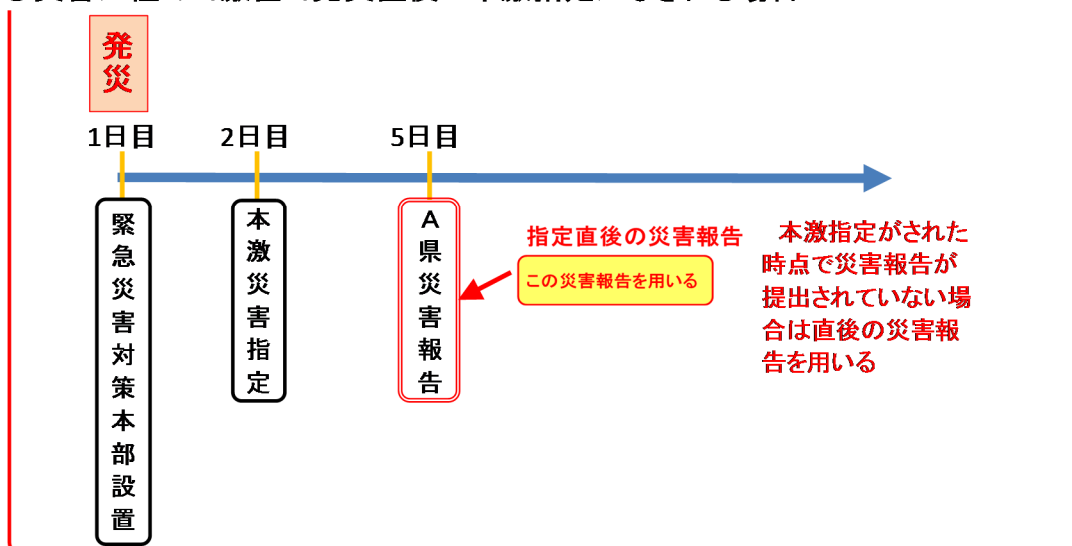 発災
1日目
2日目
5日目
緊急災害対策本部設置
本激災害指定
A県災害報告
指定直後の災害報告
この災害報告を用いる
本激指定がされた
時点で災害報告が
提出されていない場
合は直後の災害報
告を用いる